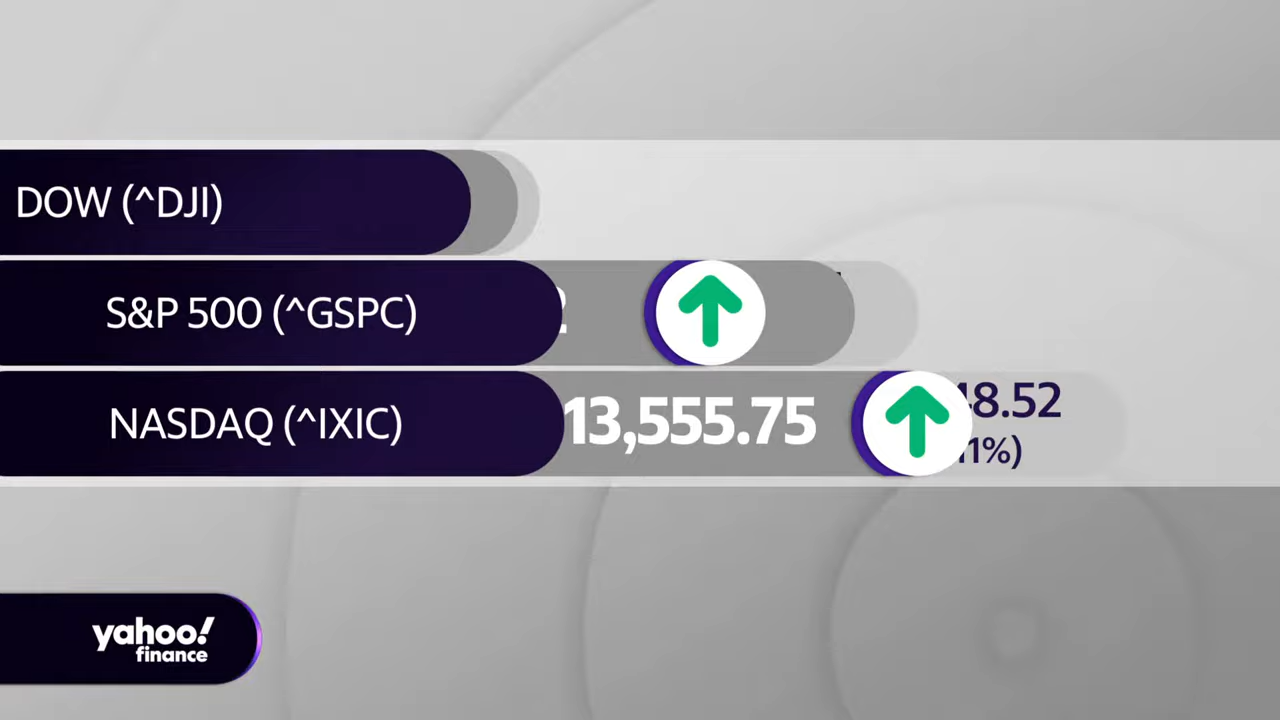 DOW (^DJI)
S&P 500 (^GSPC)
NASDAQ (^IXIC) 13,555.75
yahoo!
finance